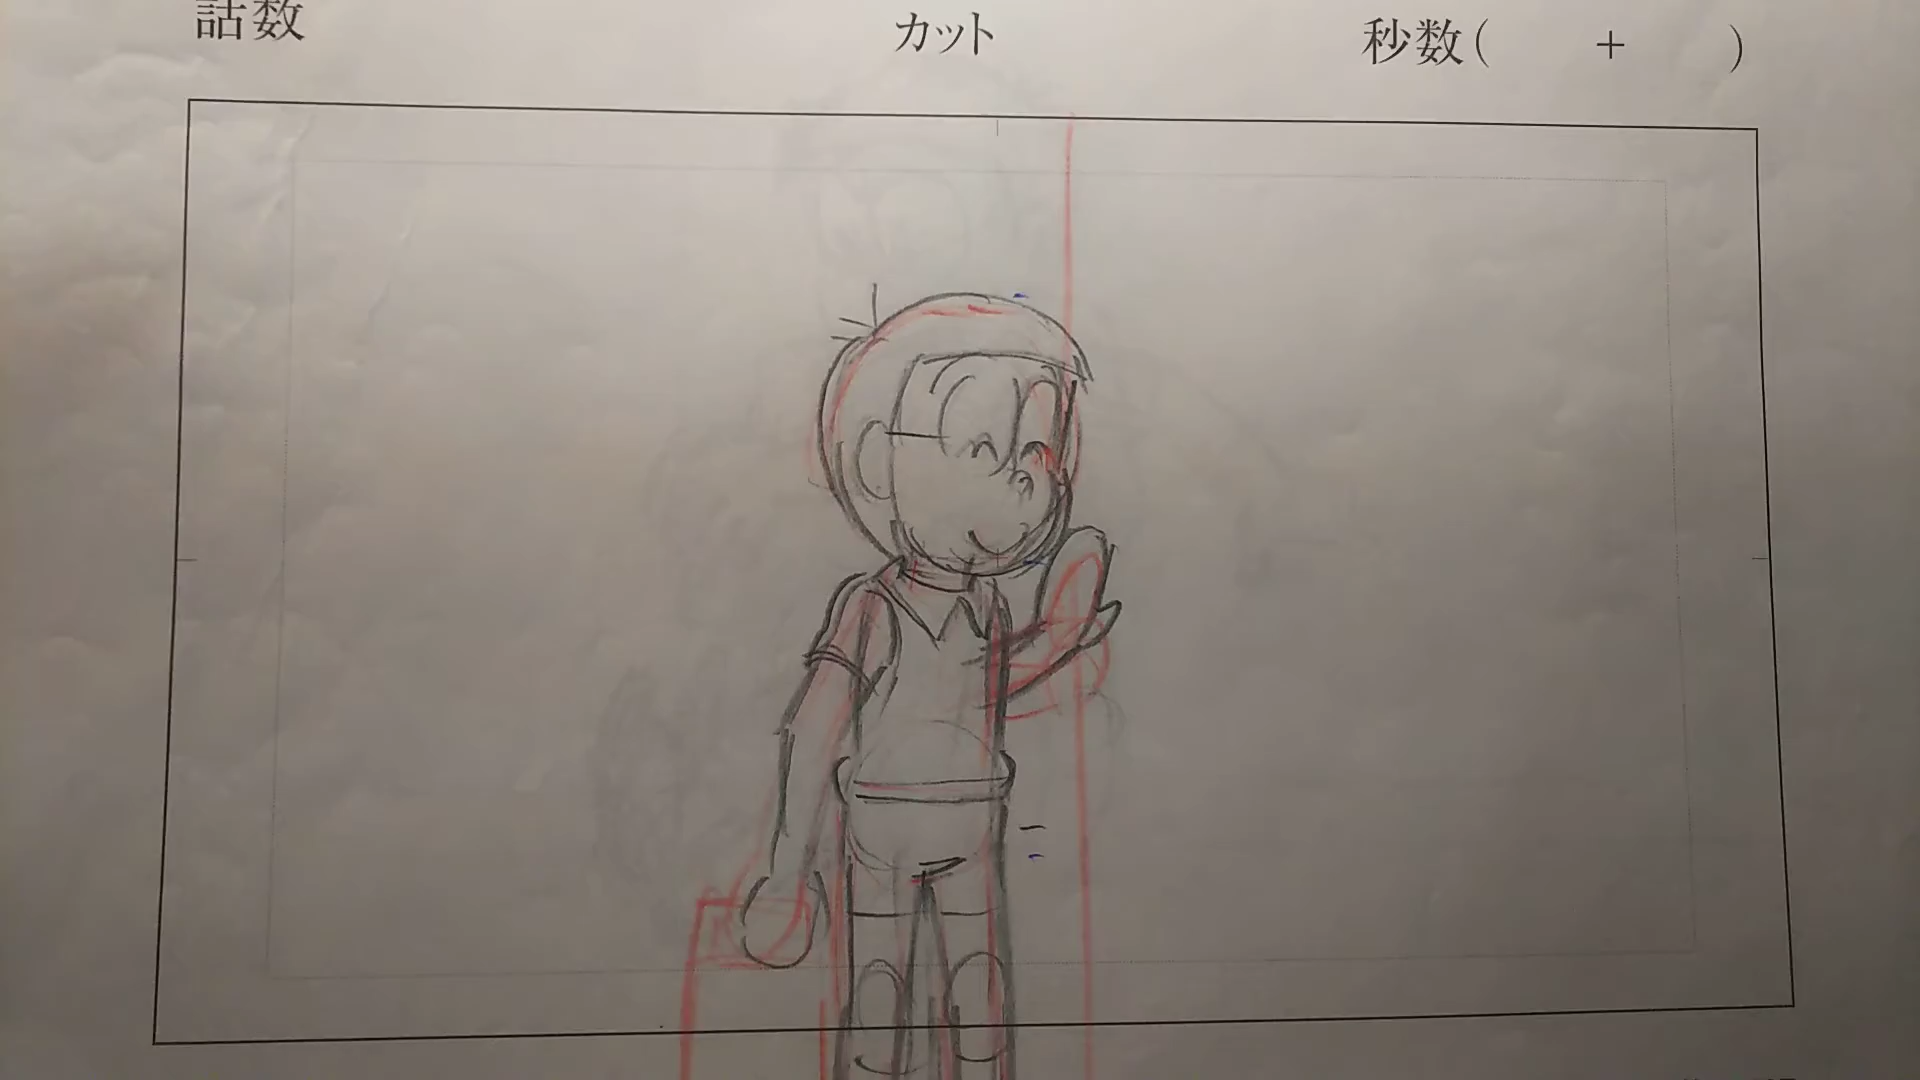 話数 カット 秒数( + )